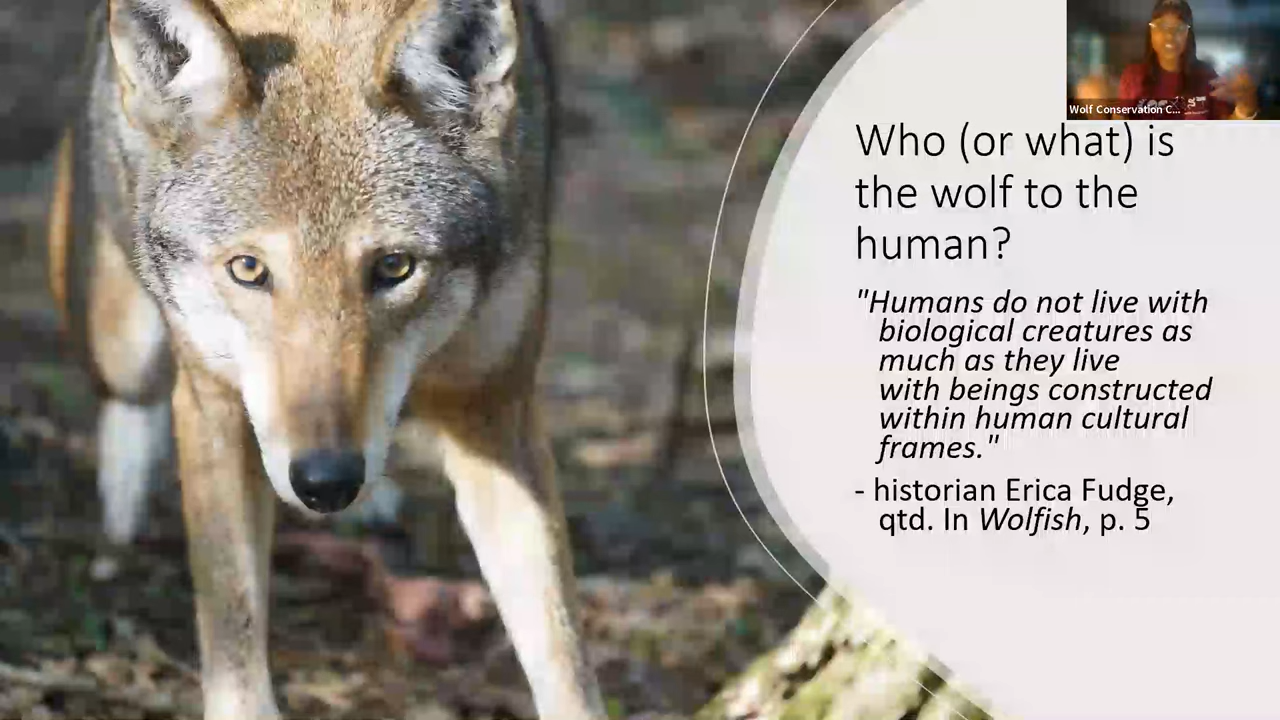 Wolf Conservation C...
Who (or what) is
the wolf to the
human?
"Humans do not live with
biological creatures as
much as they live
with beings constructed
within human cultural
frames."
- historian Erica Fudge,
qtd. In Wolfish, p. 5